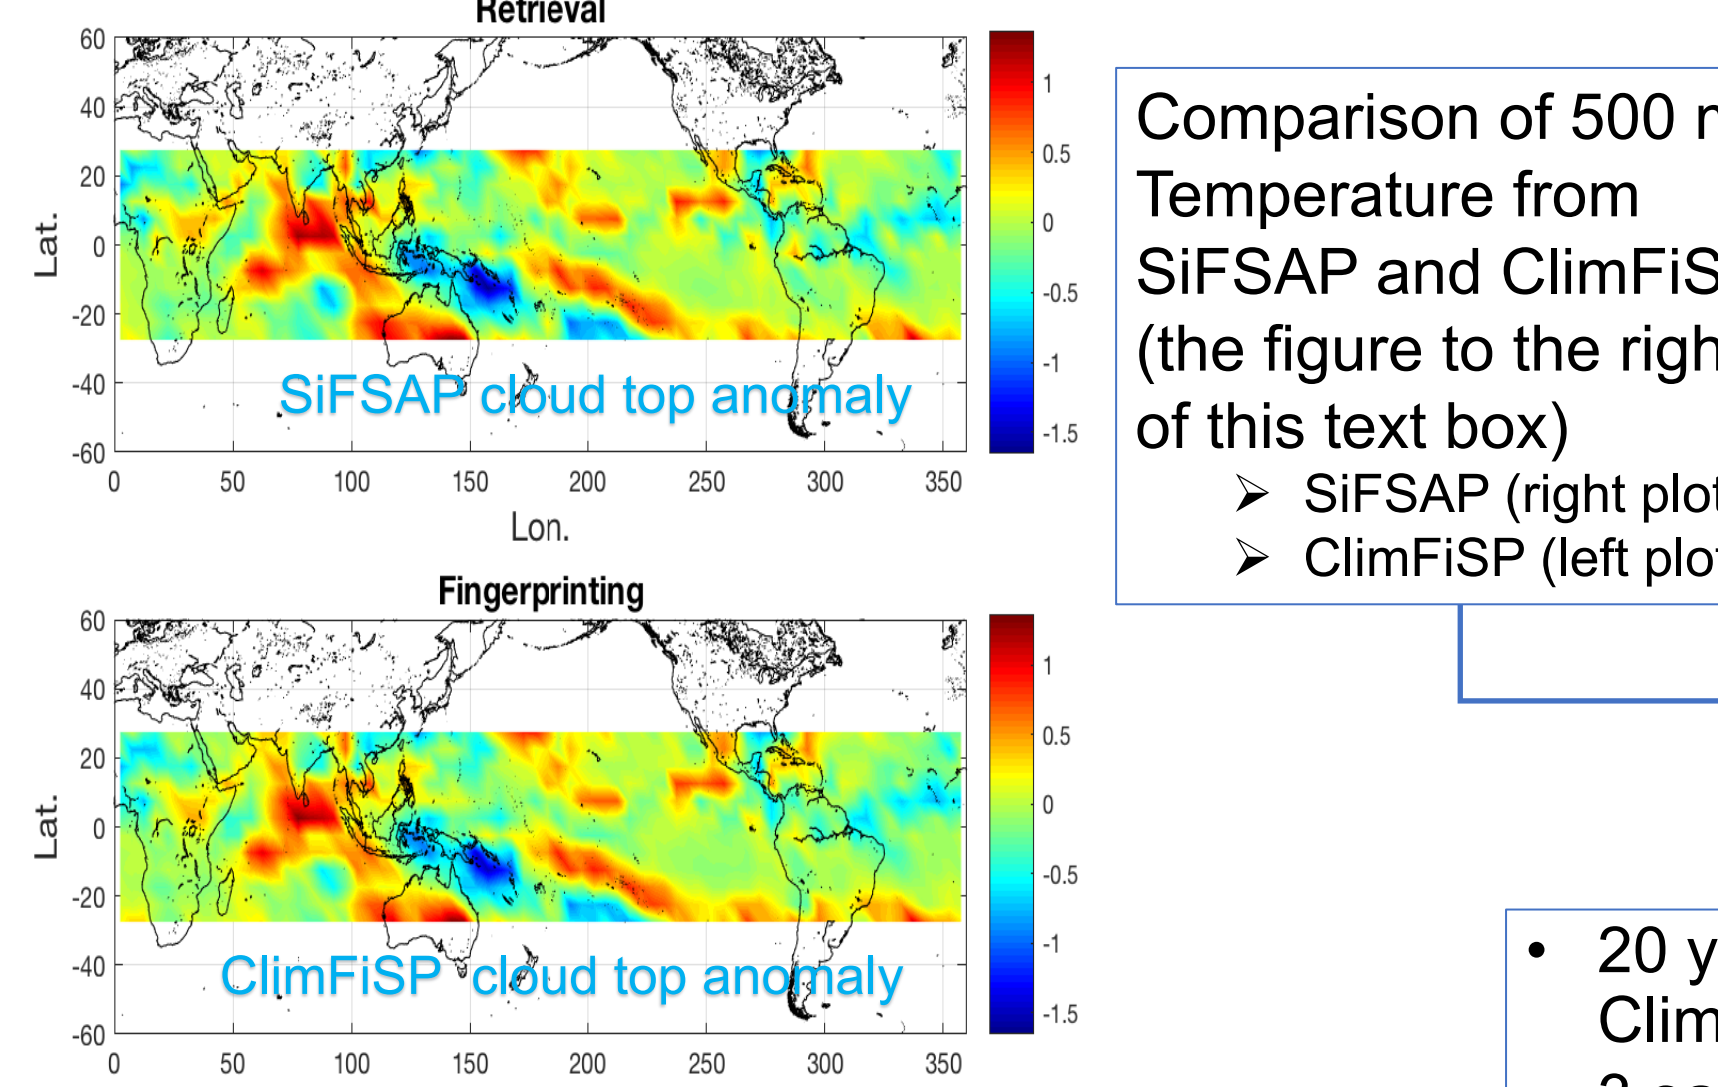 Retrieval
60
40
20
0
-20
-40
-60
Lat.
SiFSAP cloud top anomaly
0 50 100 150 200 250 300 350
Lon.
1
0.5
0
-0.5
-1
-1.5
Fingerprinting
60
40
20
0
-20
-40
-60
Lat.
ClimFiSP cloud top anomaly
0 50 100 150 200 250 300 350
1
0.5
0
-0.5
-1
-1.5
Comparison of 500
Temperature from
SiFSAP and ClimFiS
(the figure to the righ
of this text box)
➢ SiFSAP (right plot
➢ ClimFiSP (left plot
• 20 y
Clim